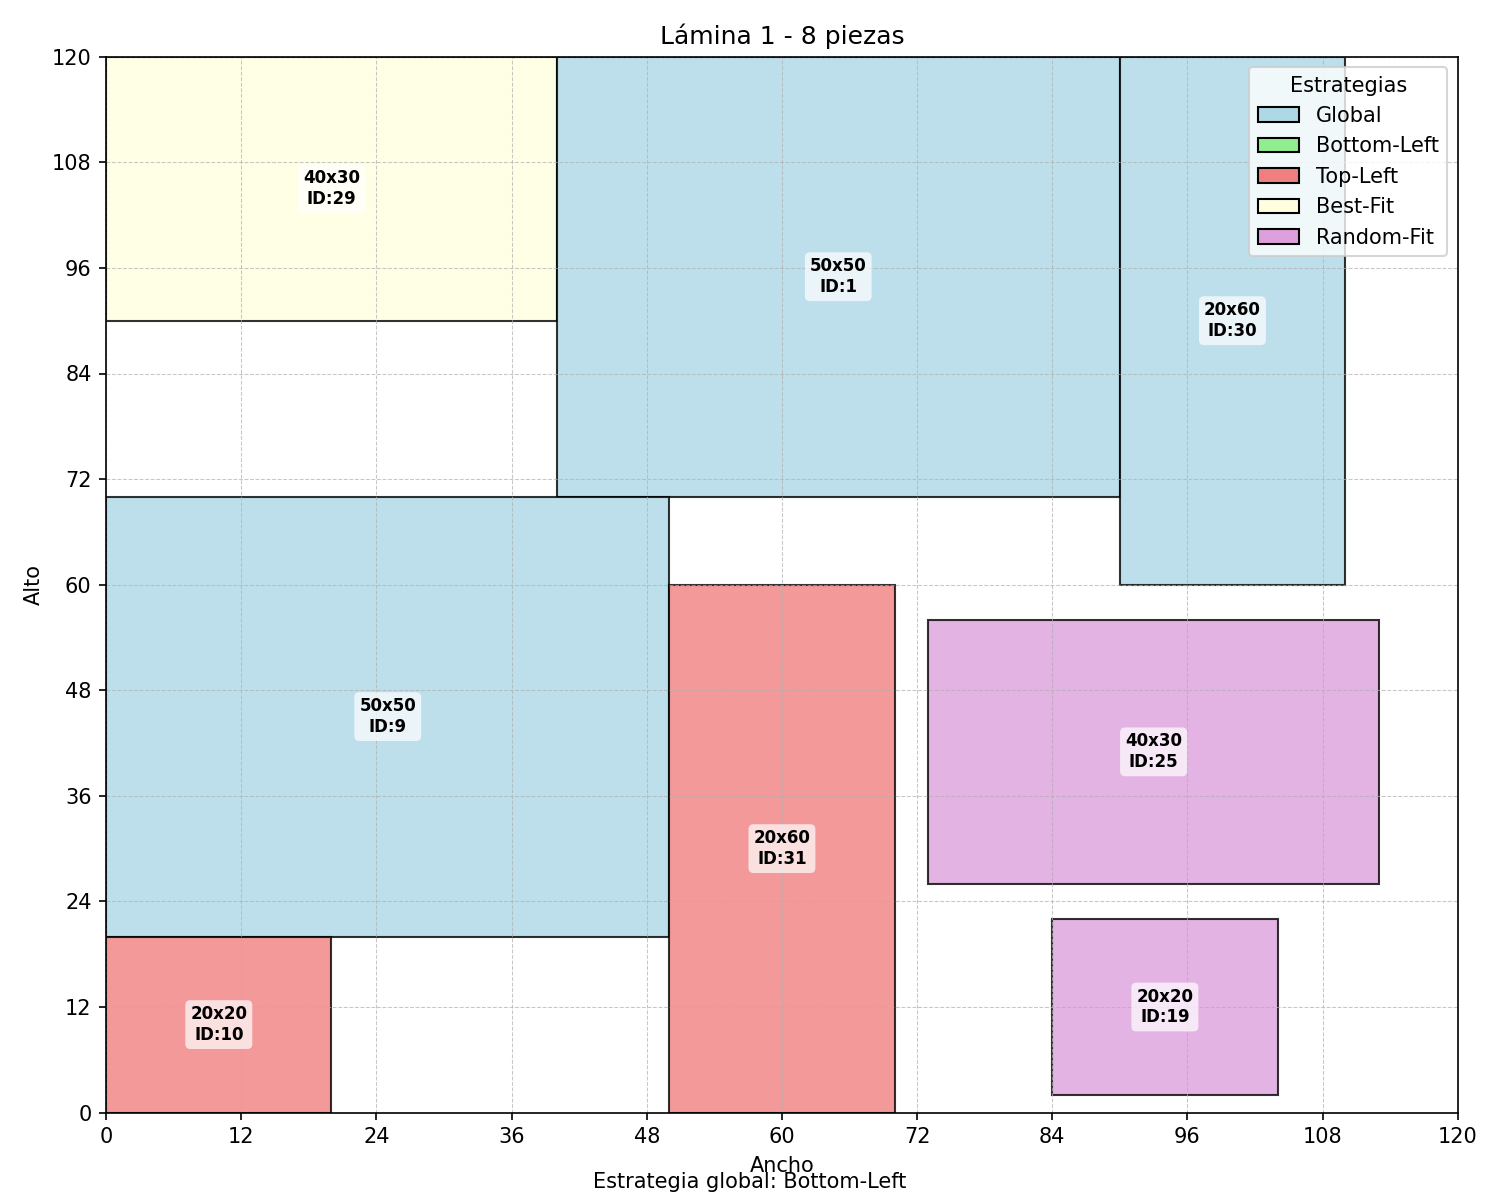 Lámina 1 - 8 piezas
Estrategias
Global
Bottom-Left
Top-Left
Best-Fit
Random-Fit
40x30
ID:29
50x50
ID:1
20x60
ID:30
50x50
ID:9
20x60
ID:31
40x30
ID:25
20x20
ID:10
20x20
ID:19
Alto
120
108
96
84
72
60
48
36
24
12
0
0 12 24 36 48 60 72 84 96 108 120
Ancho
Estrategia global: Bottom-Left